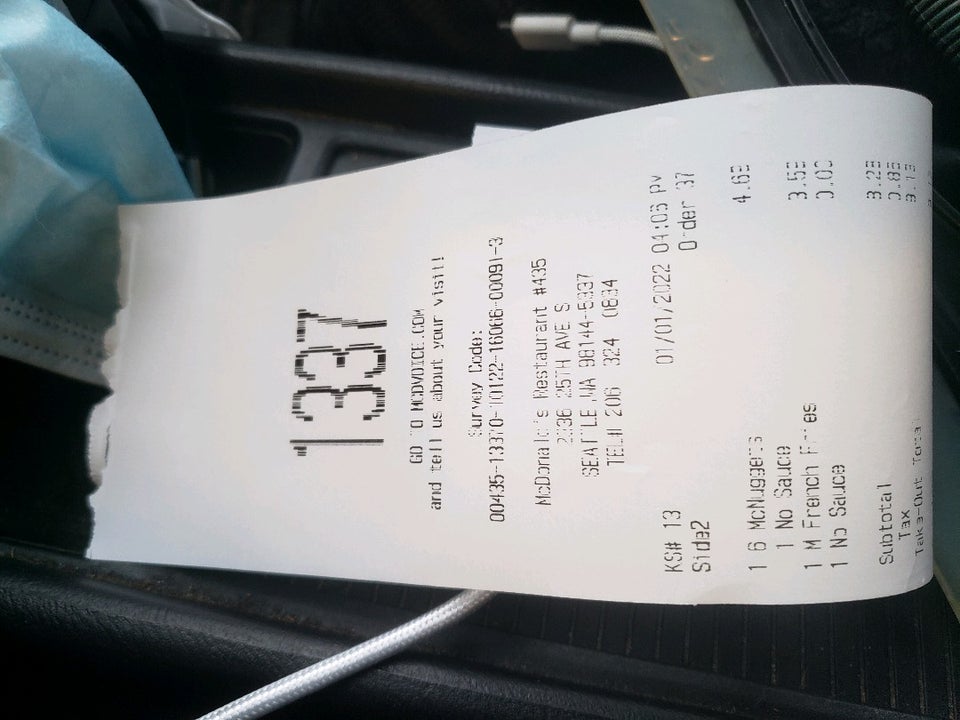 1337
GO TO MCDVOICE.COM
and tell us about your visit!
Survey Code:
00435-13370-10122-16066-00091-3
McDonald's Restaurant #435
25TH AVE S
SEATTLE,WA 98144-5337
TEL# 206 324 0834
01/01/2022 04:06 PM
KS# 13 Order 37
Side2
1 6 McNuggets 4.69
1 No Sauce
1 M French Fries 3.59
1 No Sauce 0.00
Subtotal
Tax
Take-Out Total